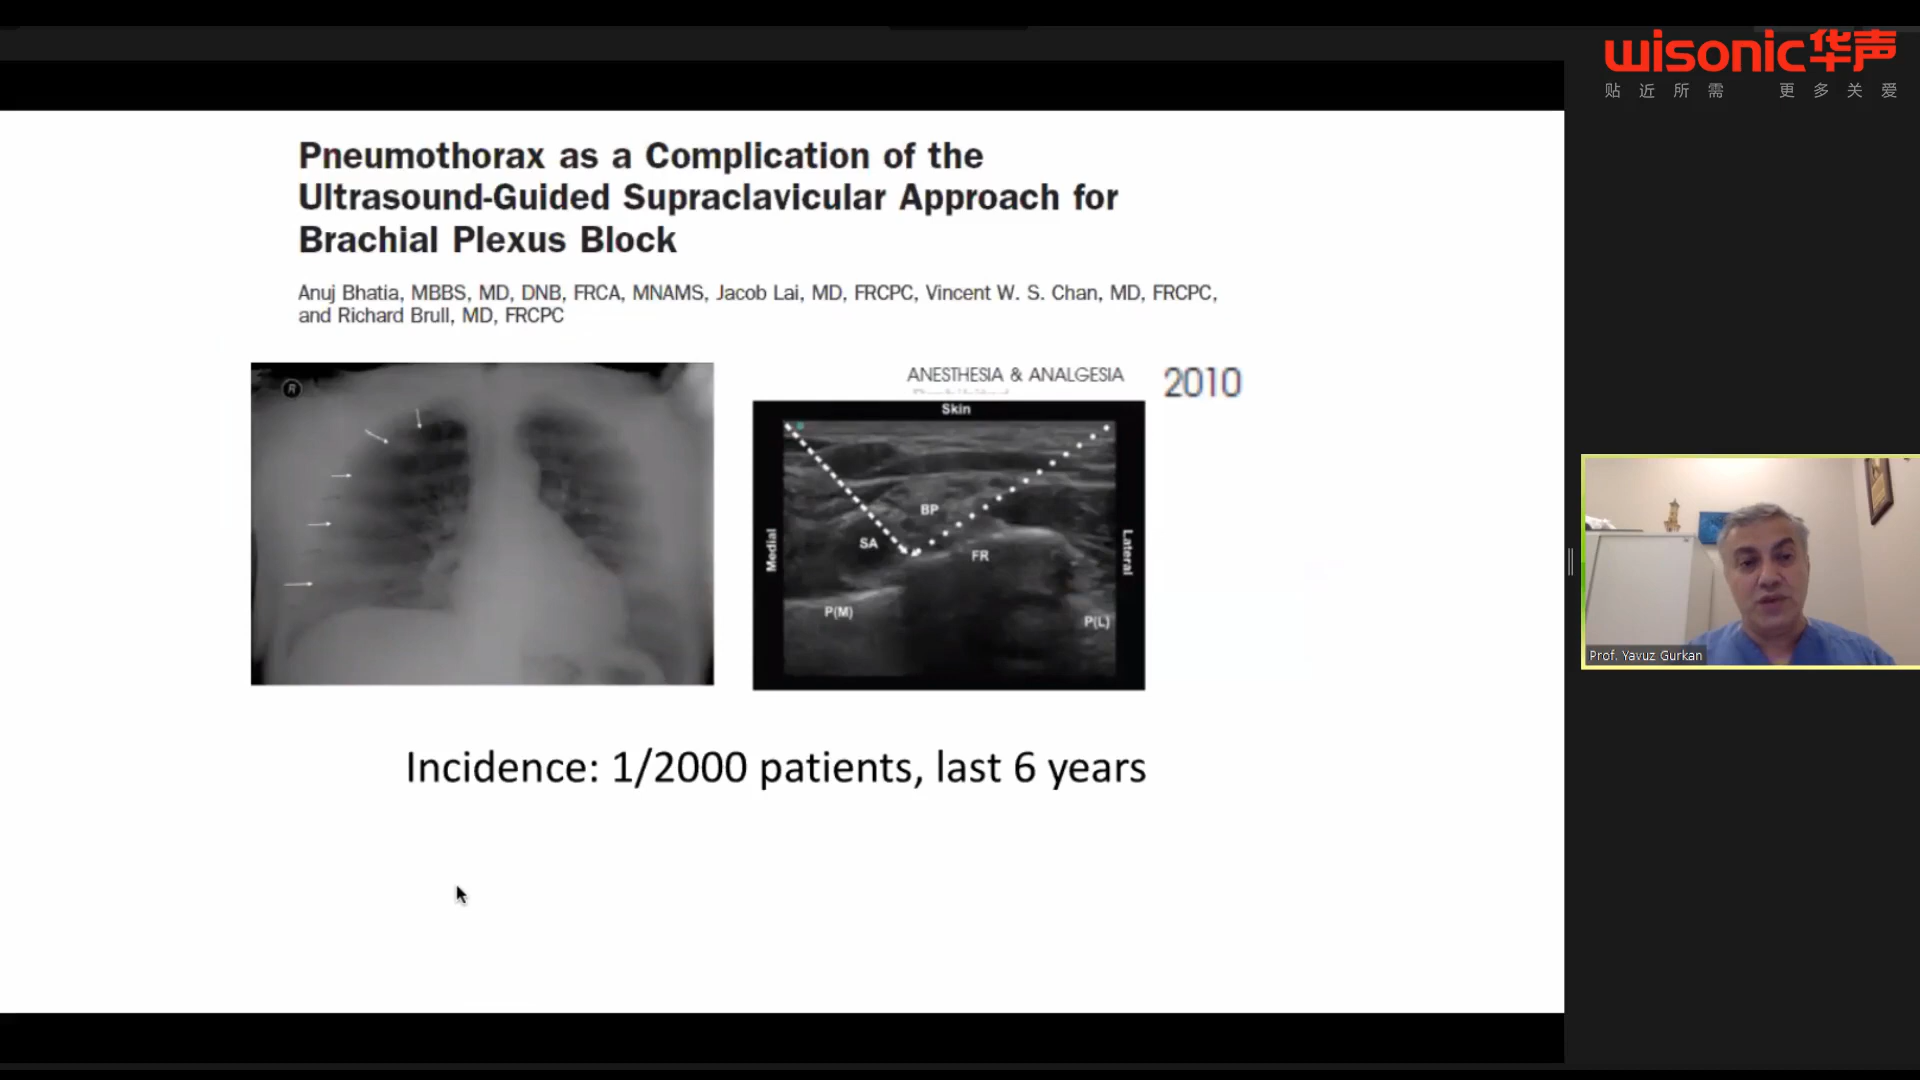 wisonic华声
贴近所需 更多关爱
Pneumothorax as a Complication of the
Ultrasound-Guided Supraclavicular Approach for
Brachial Plexus Block
Anuj Bhatia, MBBS, MD, DNB, FRCA, MNAMS, Jacob Lai, MD, FRCPC, Vincent W. S. Chan, MD, FRCPC,
and Richard Brull, MD, FRCPC
R
ANESTHESIA & ANALGESIA 2010
Skin
BP
SA
FR
Medial
Lateral
P(M)
P(L)
Incidence: 1/2000 patients, last 6 years
Prof. Yavuz Gurkan